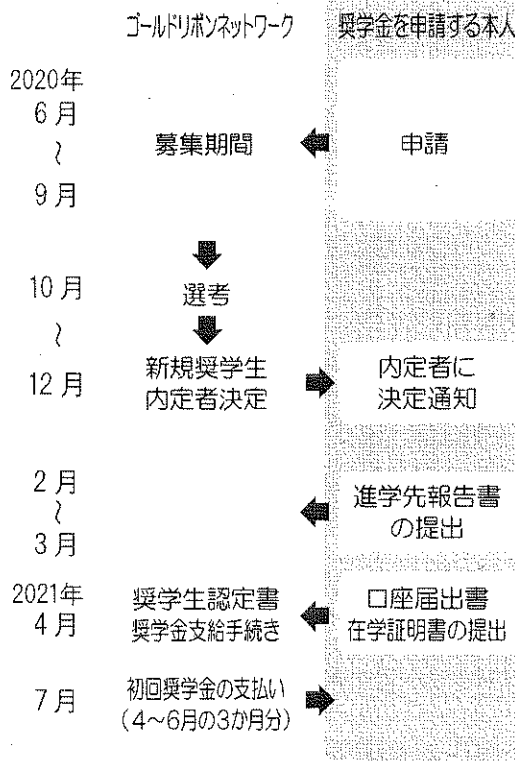 ゴールドリボンネットワーク 奨学金を申請する本人
2020年
6月
~
9月
募集期間
申請
10月
~
12月
選考
新規奨学生
内定者決定
内定者に
決定通知
2月
~
3月
進学先報告書
の提出
2021年
4月
奨学生認定書
奨学金支給手続き
口座届出書
在学証明書の提出
7月
初回奨学金の支払い
(4~6月の3か月分)